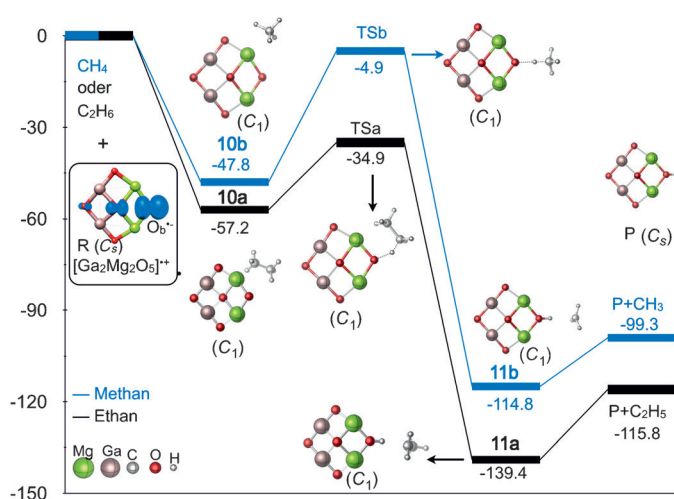 0
-30
-60
-90
-120
-150
CH4
oder
C2H6
+
Ob•-
R (Cs)
[Ga2Mg2O5]•+
(C1)
10b
-47.8
10a
-57.2
(C1)
TSb
-4.9
(C1)
TSa
-34.9
(C1)
P (Cs)
(C1)
11b
-114.8
P+CH3
-99.3
P+C2H5
-115.8
11a
-139.4
(C1)
Methan
Ethan
Mg Ga C O H